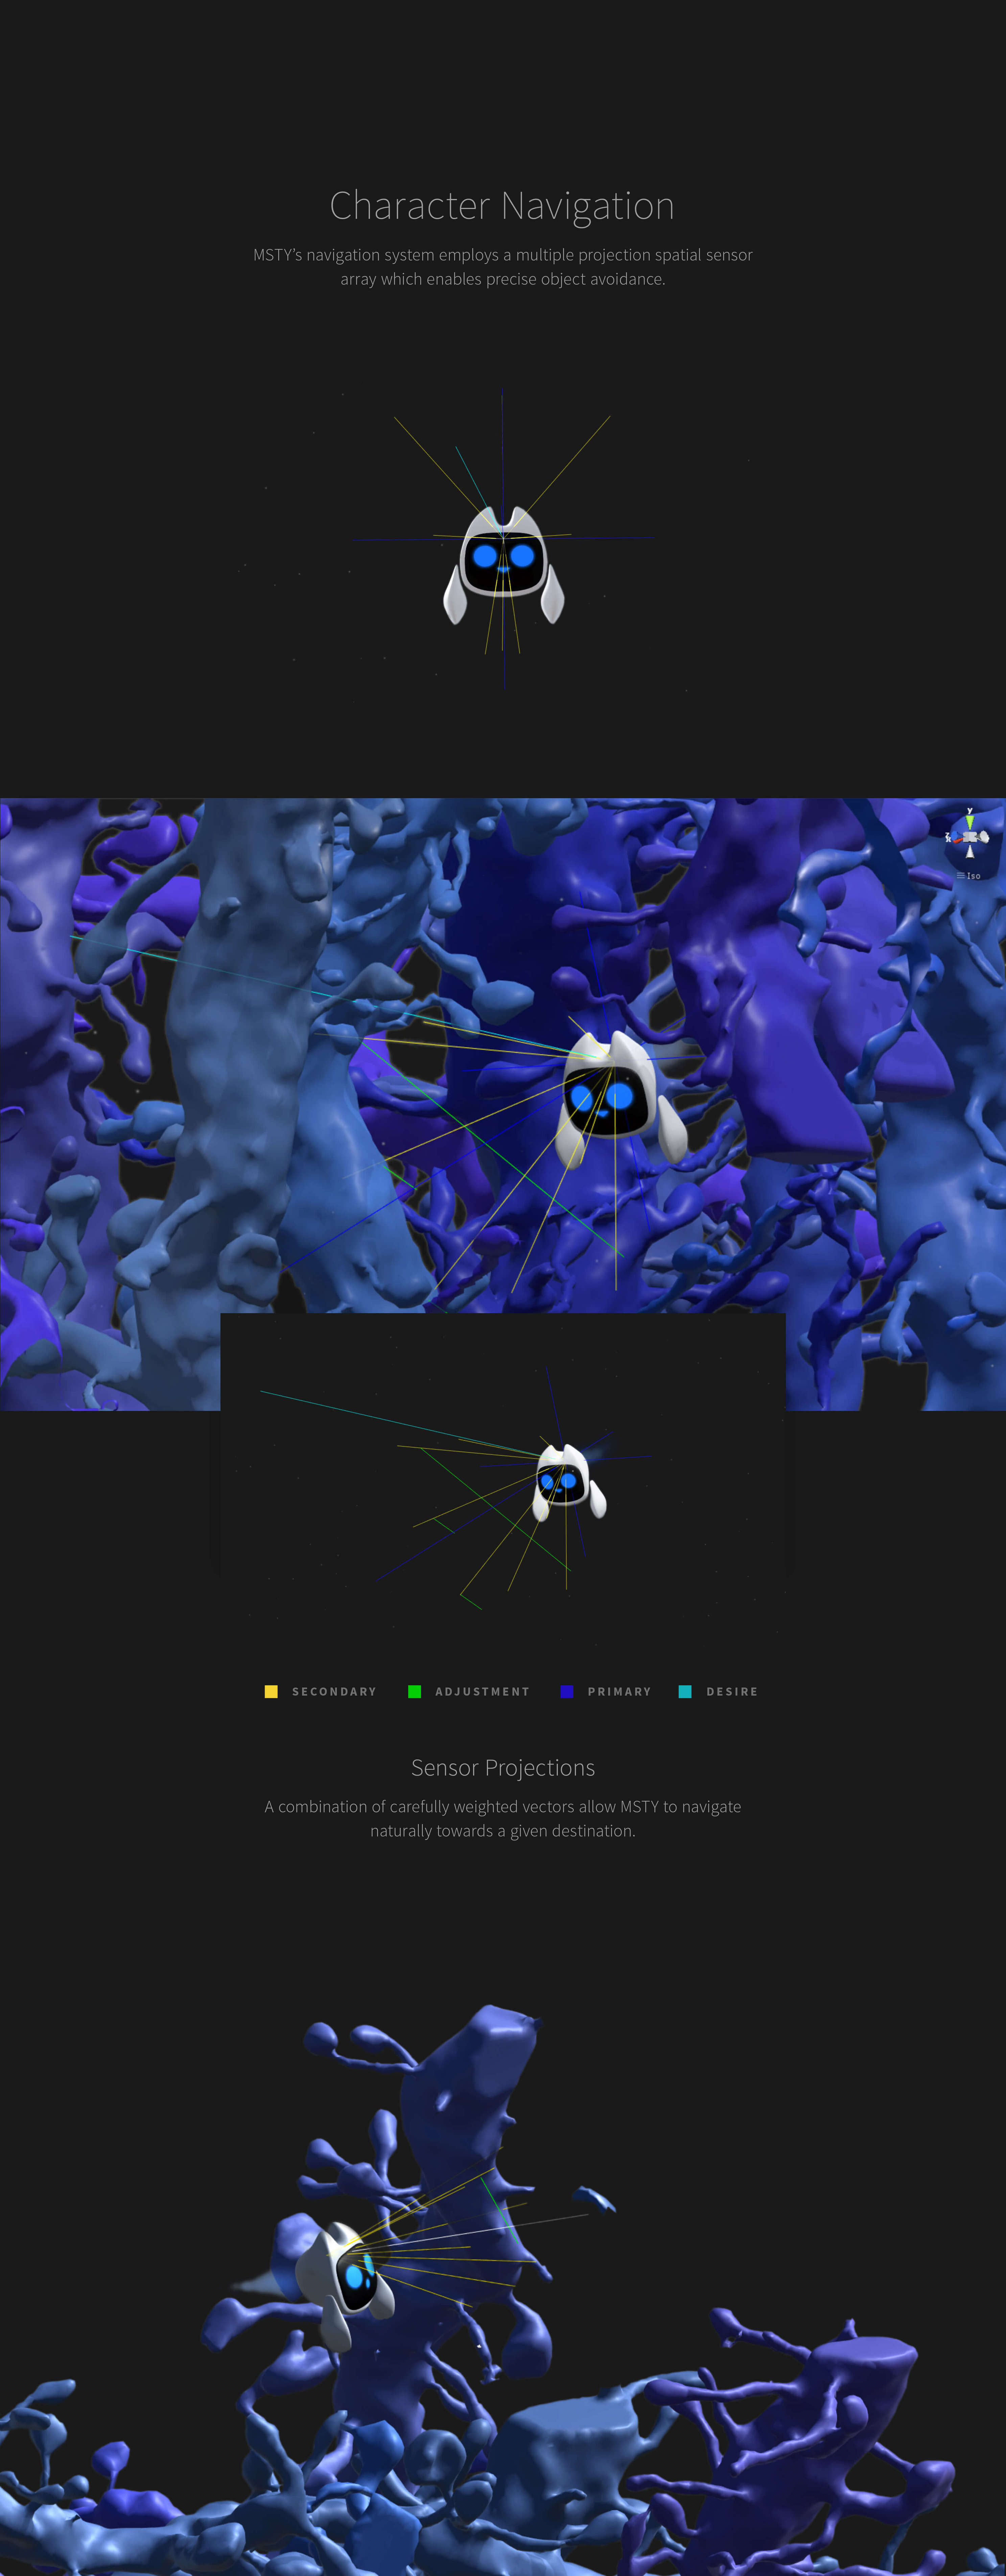 Character Navigation
MSTY’s navigation system employs a multiple projection spatial sensor
array which enables precise object avoidance.
y
Iso
SECONDARY ADJUSTMENT PRIMARY DESIRE
Sensor Projections
A combination of carefully weighted vectors allow MSTY to navigate
naturally towards a given destination.